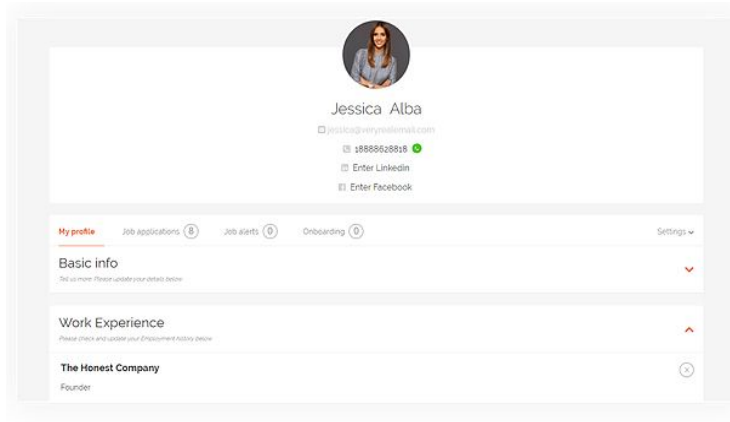 Jessica Alba
jessica@veryrealemail.com
18888628818
Enter Linkedin
Enter Facebook
My profile Job applications 8 Job alerts 0 Onboarding 0 Settings
Basic info
Tell us more. Please update your details below
Work Experience
Please check and update your Employment history below
The Honest Company
Founder